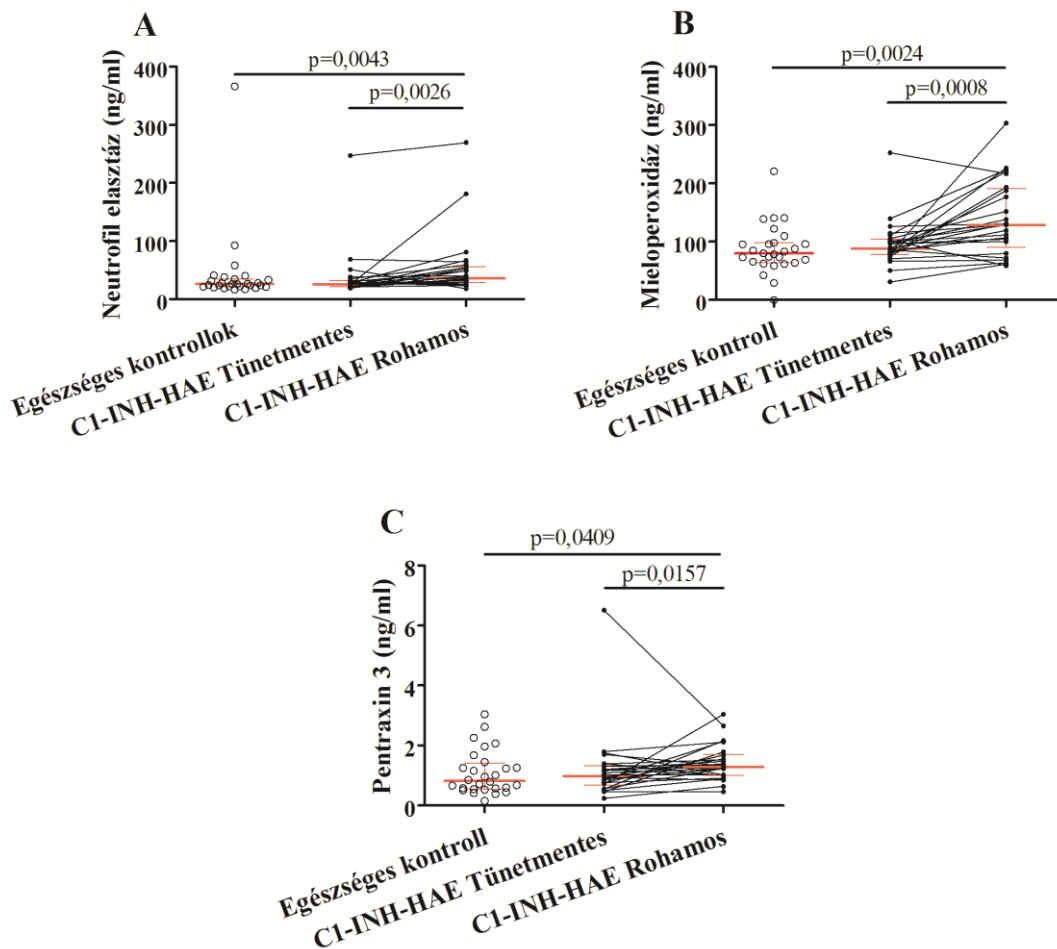 A
Neutrofil elasztáz (ng/ml)
400
300
200
100
0
p=0,0043
p=0,0026
Egészséges kontrollok
C1-INH-HAE Tünetmentes
C1-INH-HAE Rohamos
B
Mieloperoxidáz (ng/ml)
400
300
200
100
0
p=0,0024
p=0,0008
Egészséges kontroll
C1-INH-HAE Tünetmentes
C1-INH-HAE Rohamos
C
Pentraxin 3 (ng/ml)
8
6
4
2
0
p=0,0409
p=0,0157
Egészséges kontroll
C1-INH-HAE Tünetmentes
C1-INH-HAE Rohamos